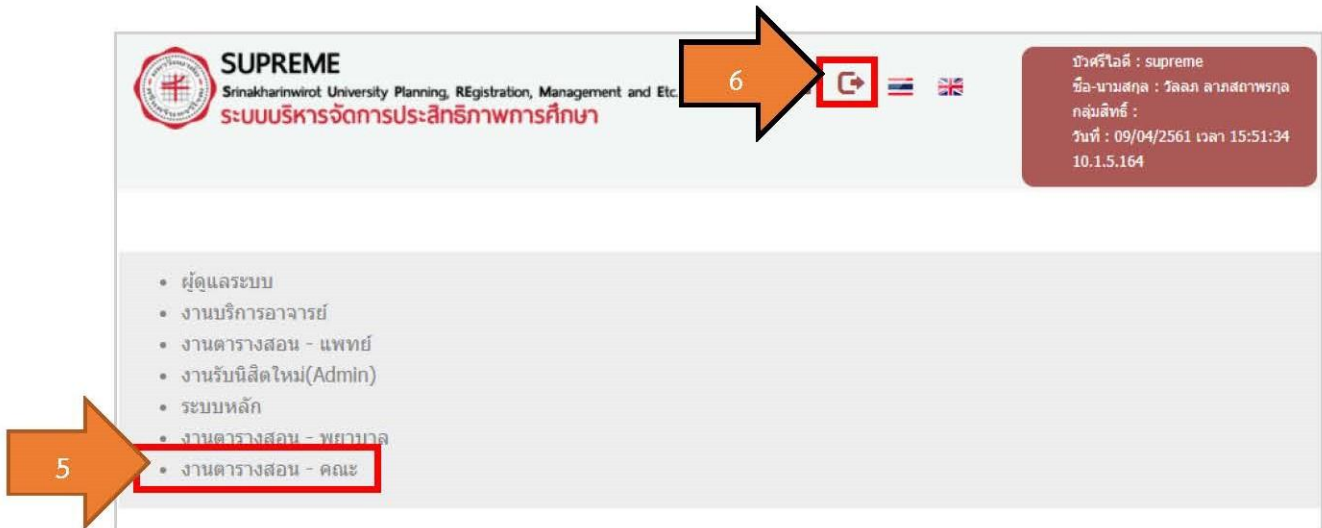 SUPREME
Srinakharinwirot University Planning, REgistration, Management and Etc.
ระบบบริหารจัดการประสิทธิภาพการศึกษา
6
บัวศรีไอดี : supreme
ชื่อ-นามสกุล : วัลลภ ลาภสถาพรกุล
กลุ่มสิทธิ์ :
วันที่ : 09/04/2561 เวลา 15:51:34
10.1.5.164
• ผู้ดูแลระบบ
• งานบริการอาจารย์
• งานตารางสอน - แพทย์
• งานรับนิสิตใหม่(Admin)
• ระบบหลัก
• งานตารางสอน - พยาบาล
5
• งานตารางสอน - คณะ